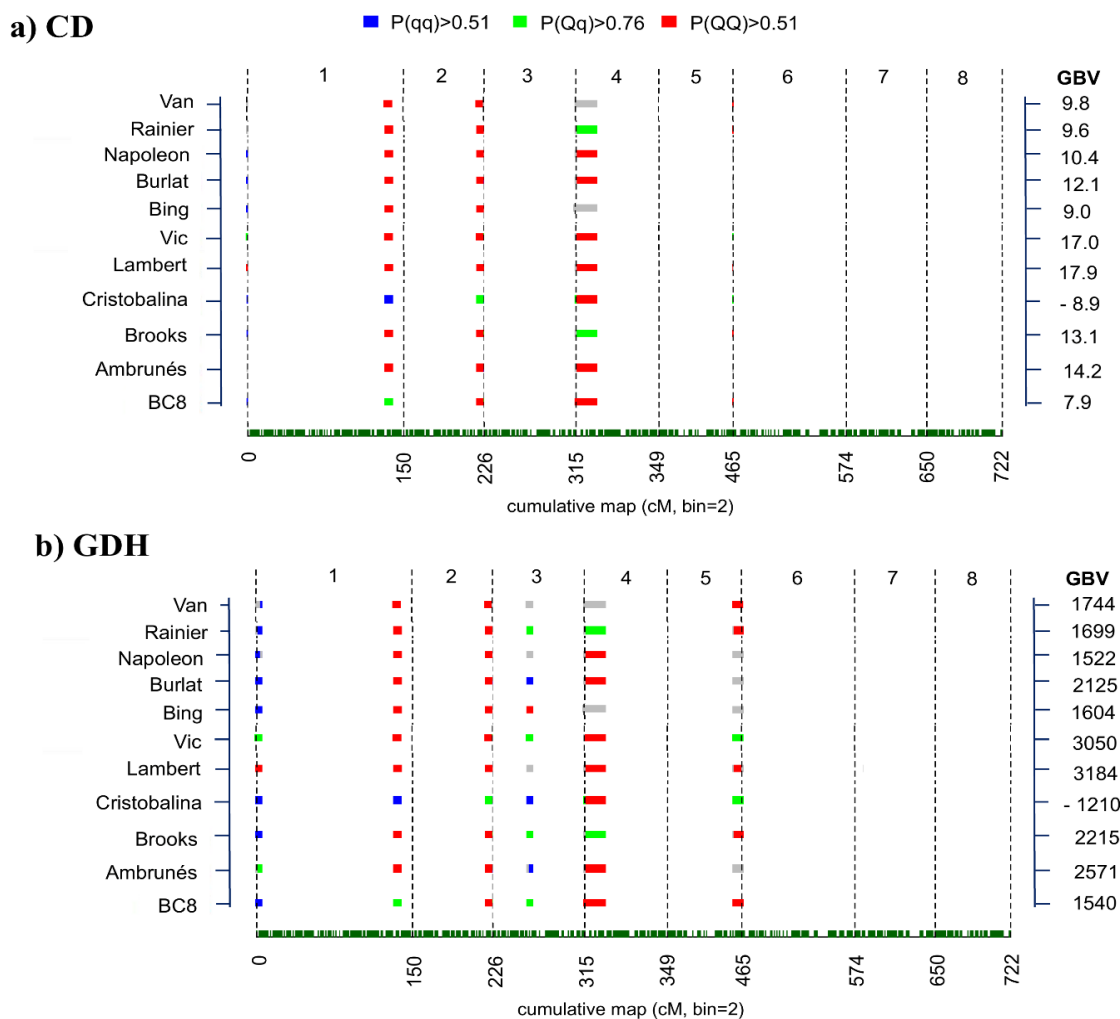 a) CD
P(qq)>0.51 P(Qq)>0.76 P(QQ)>0.51
1 2 3 4 5 6 7 8 GBV
Van 9.8
Rainier 9.6
Napoleon 10.4
Burlat 12.1
Bing 9.0
Vic 17.0
Lambert 17.9
Cristobalina - 8.9
Brooks 13.1
Ambrunés 14.2
BC8 7.9
0 150 226 315 349 465 574 650 722
cumulative map (cM, bin=2)
b) GDH
1 2 3 4 5 6 7 8 GBV
Van 1744
Rainier 1699
Napoleon 1522
Burlat 2125
Bing 1604
Vic 3050
Lambert 3184
Cristobalina - 1210
Brooks 2215
Ambrunés 2571
BC8 1540
0 150 226 315 349 465 574 650 722
cumulative map (cM, bin=2)